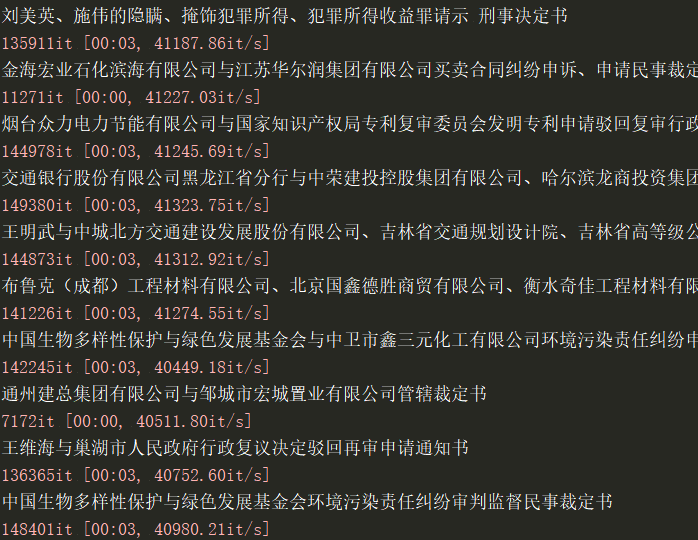 刘美英、施伟的隐瞒、掩饰犯罪所得、犯罪所得收益罪请示 刑事决定书
135911it [00:03, 41187.86it/s]
金海宏业石化滨海有限公司与江苏华尔润集团有限公司买卖合同纠纷申诉、申请民事裁定
11271it [00:00, 41227.03it/s]
烟台众力电力节能有限公司与国家知识产权局专利复审委员会发明专利申请驳回复审行政
144978it [00:03, 41245.69it/s]
交通银行股份有限公司黑龙江省分行与中荣建投控股集团有限公司、哈尔滨龙商投资集团
149380it [00:03, 41323.75it/s]
王明武与中城北方交通建设发展股份有限公司、吉林省交通规划设计院、吉林省高等级公
144873it [00:03, 41312.92it/s]
布鲁克（成都）工程材料有限公司、北京国鑫德胜商贸有限公司、衡水奇佳工程材料有限
141226it [00:03, 41274.55it/s]
中国生物多样性保护与绿色发展基金会与中卫市鑫三元化工有限公司环境污染责任纠纷申
142245it [00:03, 40449.18it/s]
通州建总集团有限公司与邹城市宏城置业有限公司管辖裁定书
7172it [00:00, 40511.80it/s]
王维海与巢湖市人民政府行政复议决定驳回再审申请通知书
136365it [00:03, 40752.60it/s]
中国生物多样性保护与绿色发展基金会环境污染责任纠纷审判监督民事裁定书
148401it [00:03, 40980.21it/s]